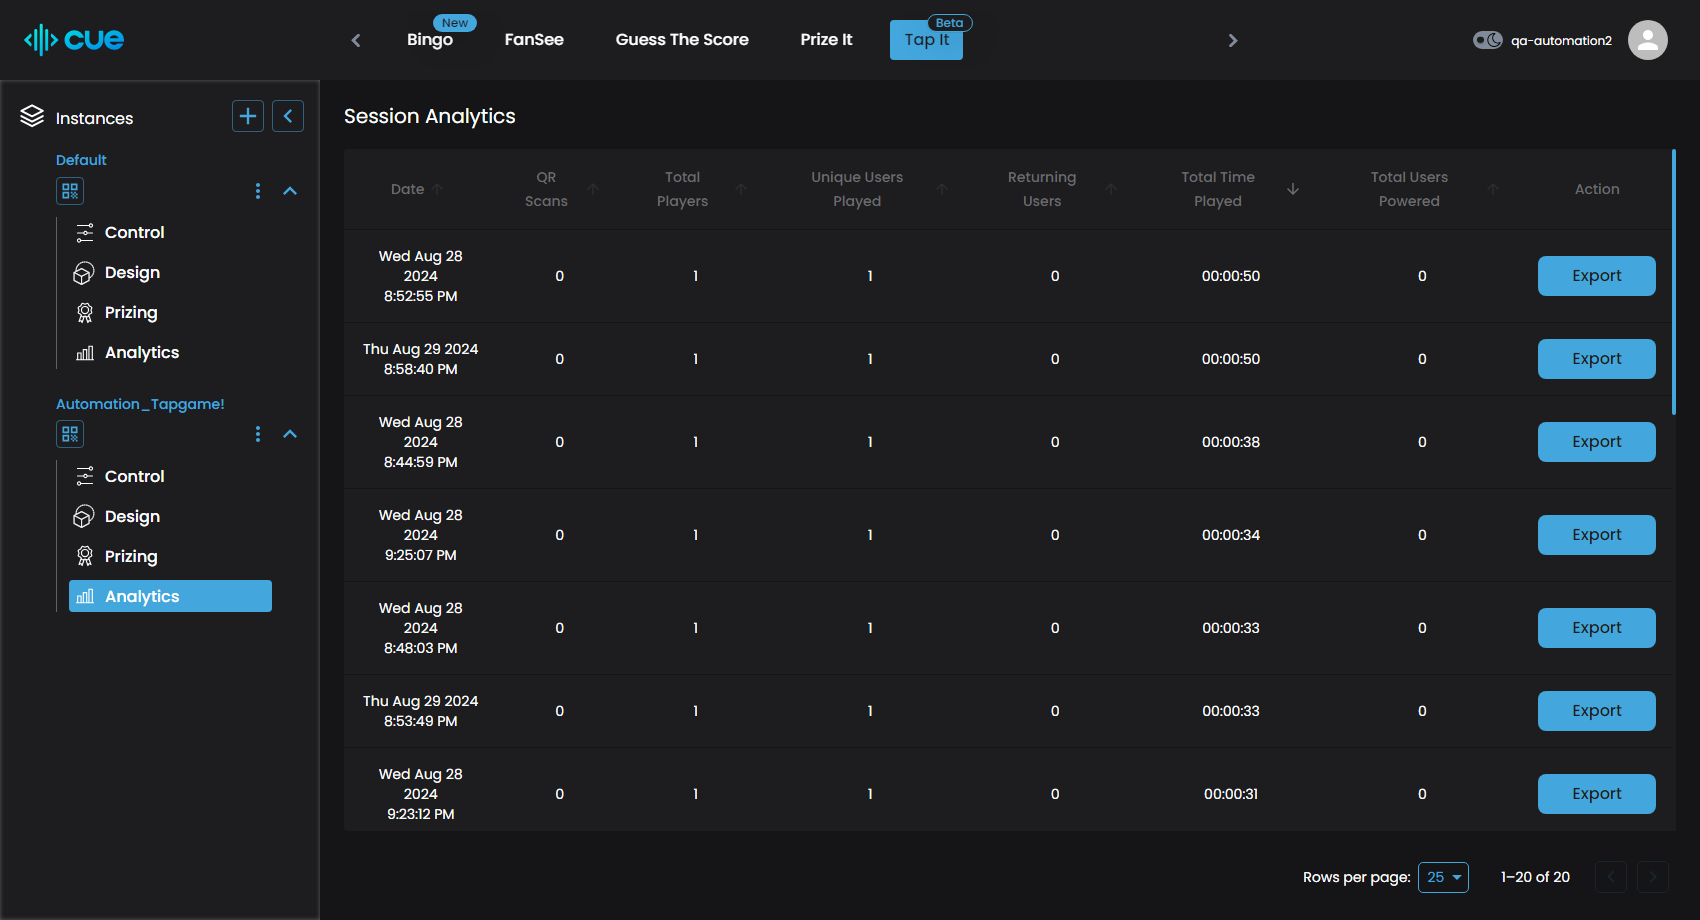 cue
New
Bingo
FanSee
Guess The Score
Prize It
Beta
Tap It
qa-automation2
Instances
Default
Control
Design
Prizing
Analytics
Automation_Tapgame!
Control
Design
Prizing
Analytics
Session Analytics
Date
QR
Scans
Total
Players
Unique Users
Played
Returning
Users
Total Time
Played
Total Users
Powered
Action
Wed Aug 28
2024
8:52:55 PM
0
1
1
0
00:00:50
0
Export
Thu Aug 29 2024
8:58:40 PM
0
1
1
0
00:00:50
0
Export
Wed Aug 28
2024
8:44:59 PM
0
1
1
0
00:00:38
0
Export
Wed Aug 28
2024
9:25:07 PM
0
1
1
0
00:00:34
0
Export
Wed Aug 28
2024
8:48:03 PM
0
1
1
0
00:00:33
0
Export
Thu Aug 29 2024
8:53:49 PM
0
1
1
0
00:00:33
0
Export
Wed Aug 28
2024
9:23:12 PM
0
1
1
0
00:00:31
0
Export
Rows per page: 25
1–20 of 20